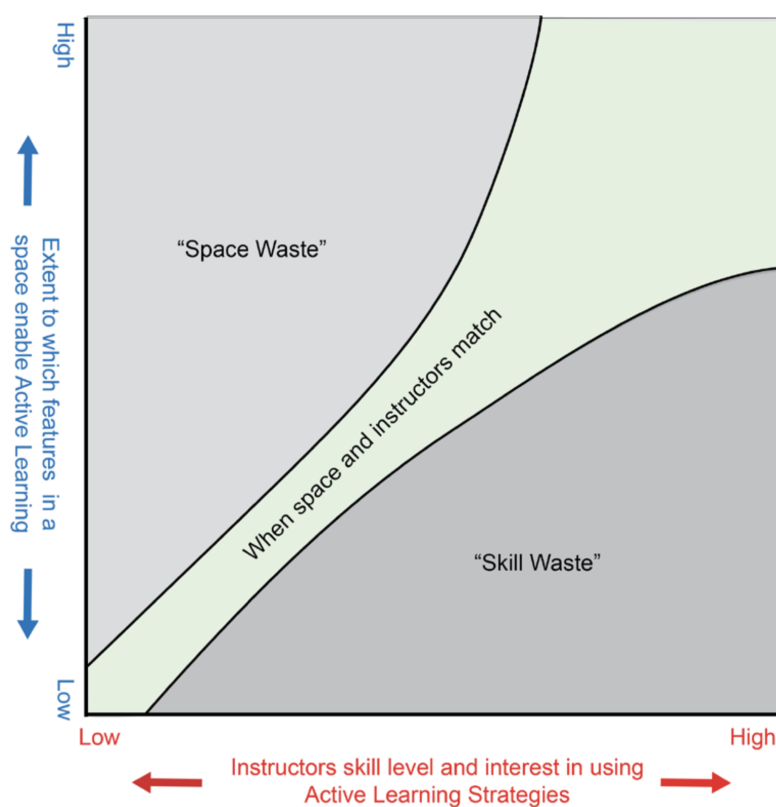 High
Extent to which features in a
space enable Active Learning
“Space Waste”
When space and instructors match
“Skill Waste”
Low
Low
High
Instructors skill level and interest in using
Active Learning Strategies